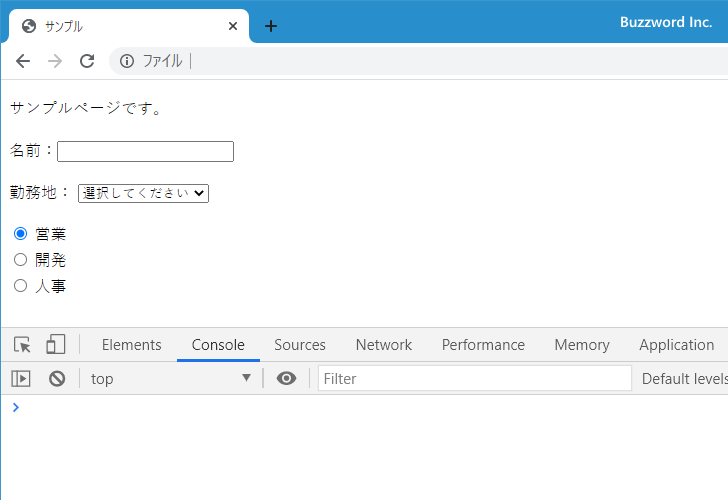 サンプル
Buzzword Inc.
ファイル
サンプルページです。
名前：
勤務地： 選択してください
営業
開発
人事
Elements Console Sources Network Performance Memory Application
top Filter Default levels